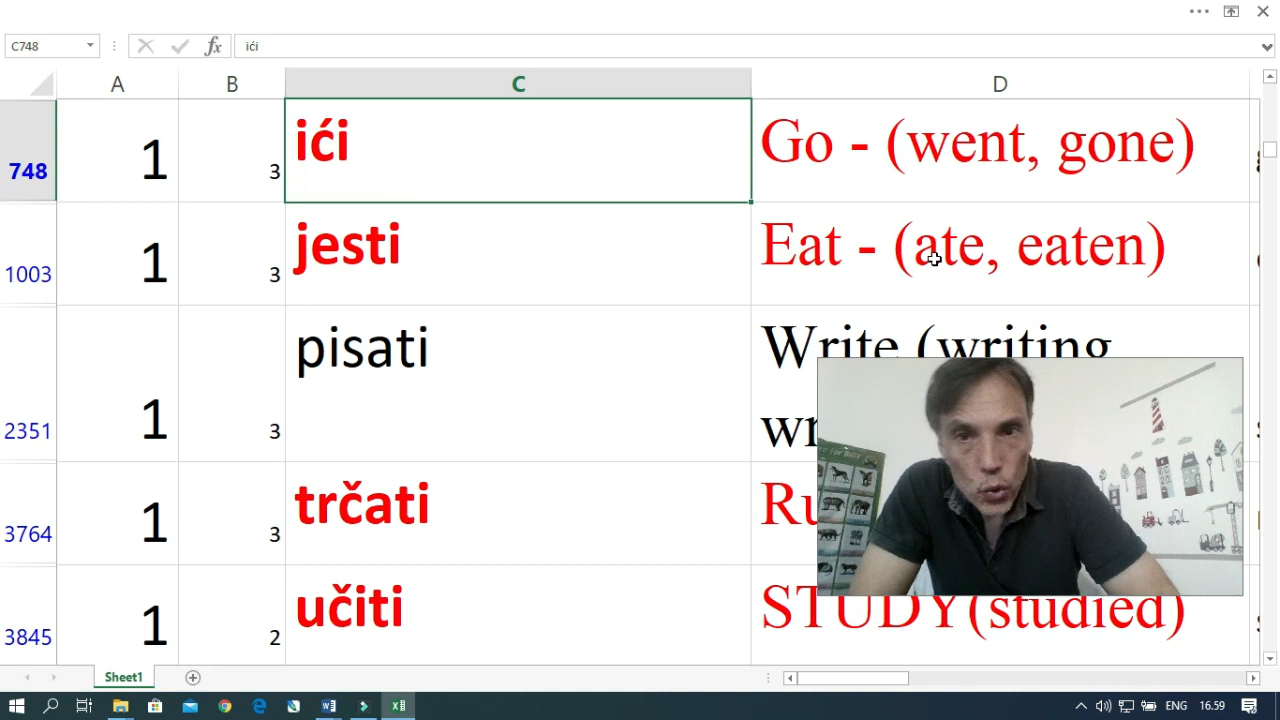 C748 ići
A B C D
748 1 3 ići Go - (went, gone)
1003 1 3 jesti Eat - (ate, eaten)
pisati Write (writing
2351 1 3
3764 1 3 trčati
3845 1 2 učiti STUDY(studied)
Sheet1
ENG 16.59